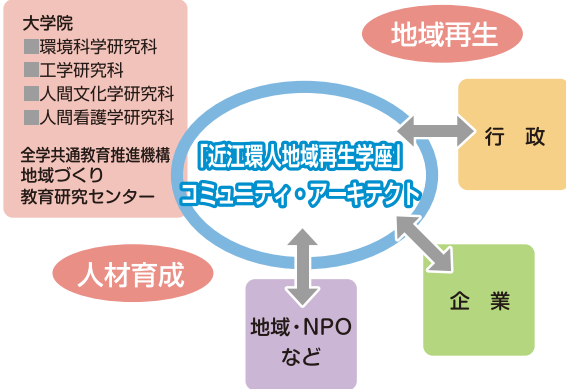 大学院
■環境科学研究科
■工学研究科
■人間文化学研究科
■人間看護学研究科
全学共通教育推進機構
地域づくり
教育研究センター
地域再生
「近江環人地域再生学座」
コミュニティ・アーキテクト
行 政
人材育成
企 業
地域・NPO
など